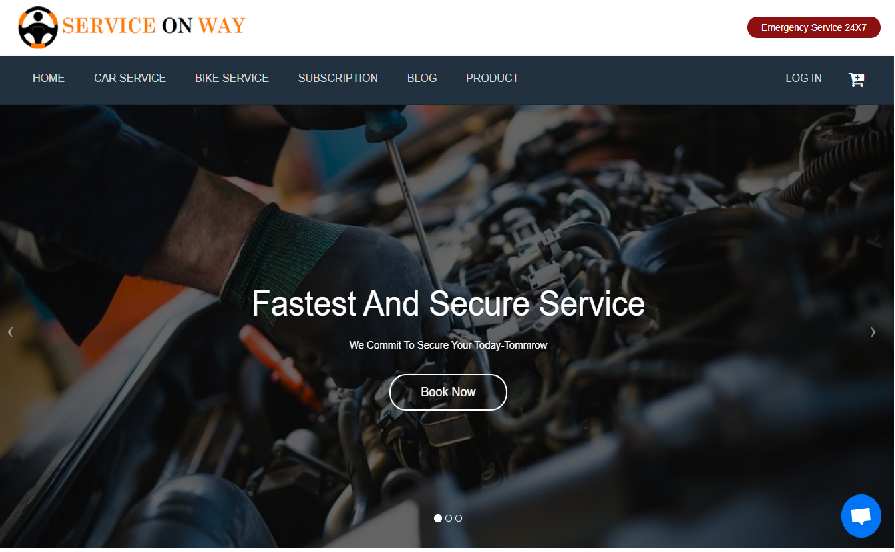 SERVICE ON WAY
Emergency Service 24X7
HOME CAR SERVICE BIKE SERVICE SUBSCRIPTION BLOG PRODUCT LOG IN
Fastest And Secure Service
We Commit To Secure Your Today-Tommrow
Book Now